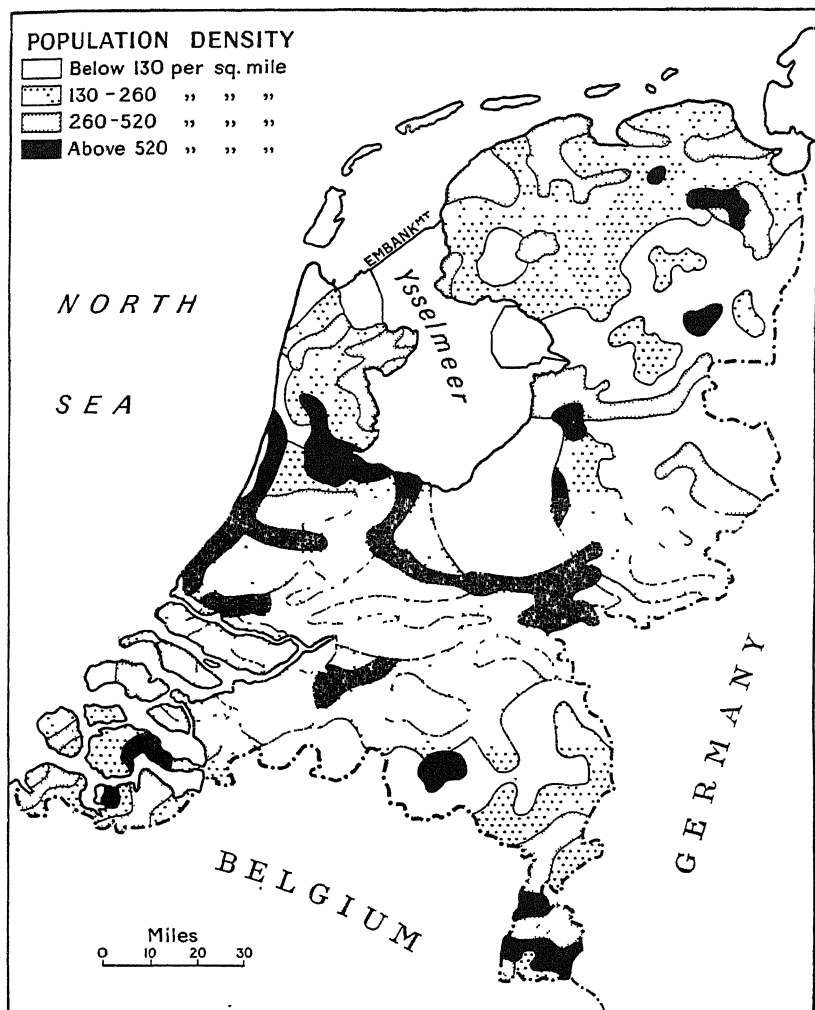 POPULATION DENSITY
Below 130 per sq. mile
130-260 " " "
260-520 " " "
Above 520 " " "
EMBANKMT
Ysselmeer
NORTH
SEA
GERMANY
BELGIUM
Miles
0 10 20 30